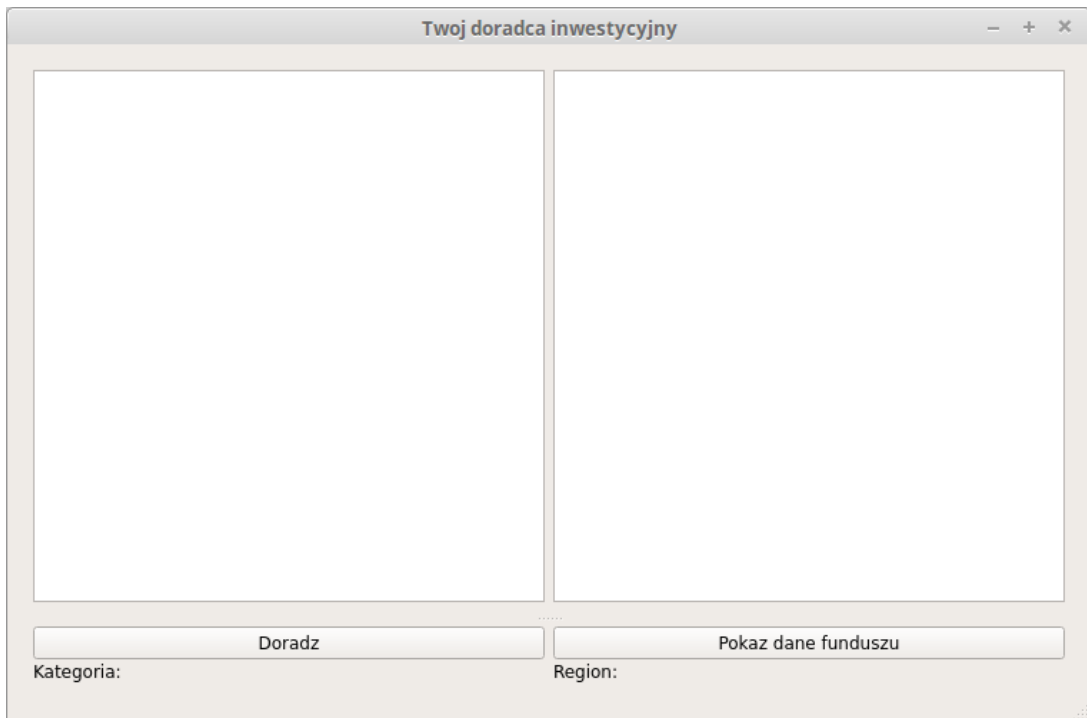 Twoj doradca inwestycyjny
Doradz
Pokaz dane funduszu
Kategoria:
Region: